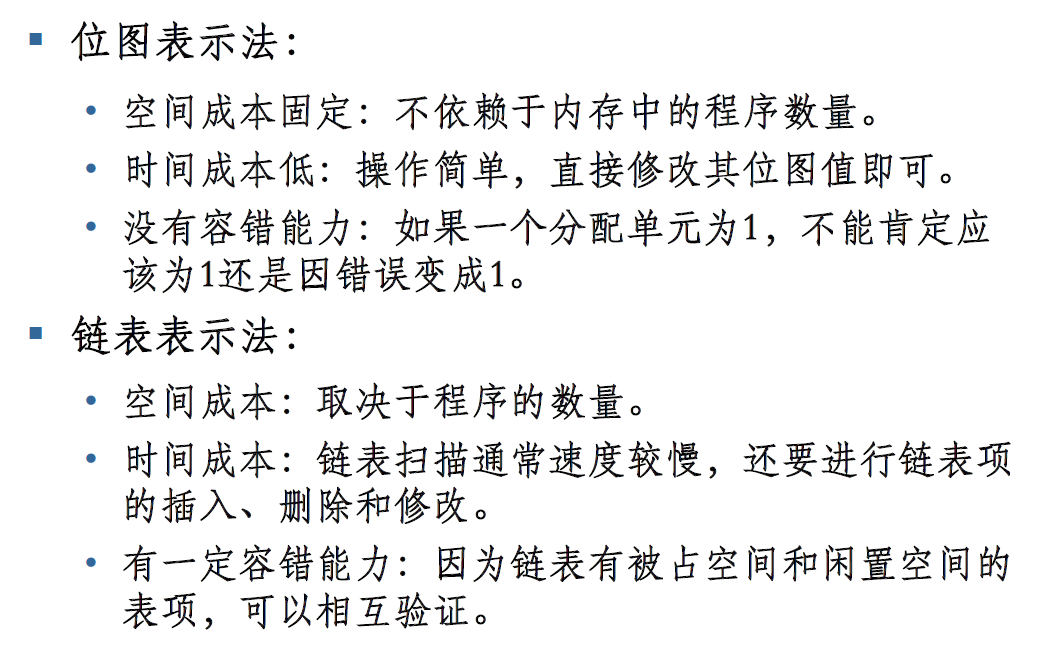 ▪ 位图表示法：
• 空间成本固定：不依赖于内存中的程序数量。
• 时间成本低：操作简单，直接修改其位图值即可。
• 没有容错能力：如果一个分配单元为1，不能肯定应
该为1还是因错误变成1。
▪ 链表表示法：
• 空间成本：取决于程序的数量。
• 时间成本：链表扫描通常速度较慢，还要进行链表项
的插入、删除和修改。
• 有一定容错能力：因为链表有被占空间和闲置空间的
表项，可以相互验证。